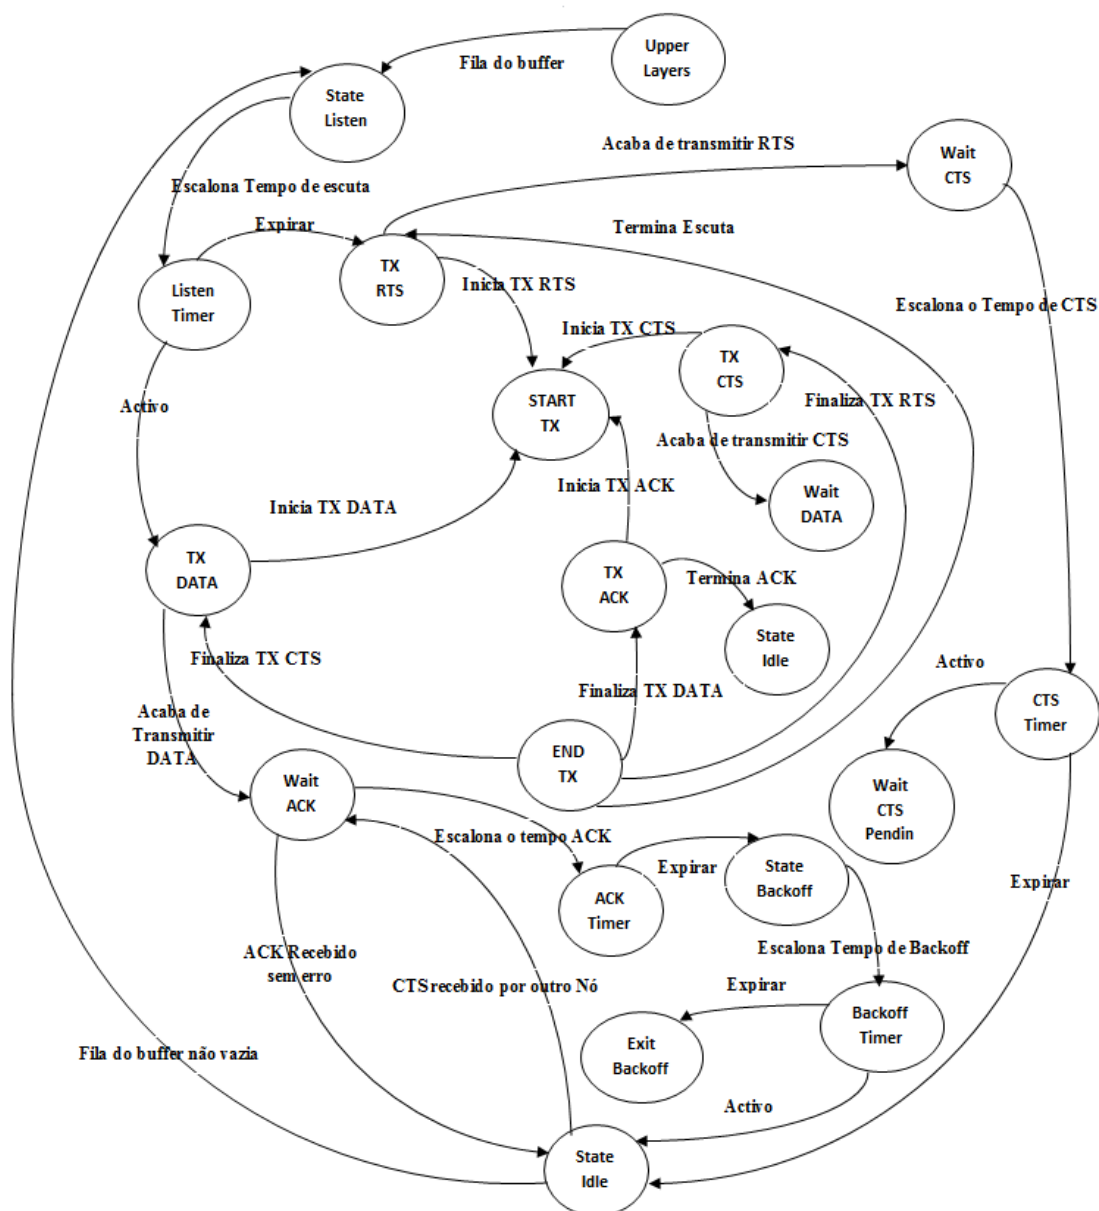 Upper
Layers
Fila do buffer
State
Listen
Acaba de transmitir RTS
Wait
CTS
Escalona Tempo de escuta
Expirar
Termina Escuta
TX
RTS
Inicia TX RTS
Listen
Timer
Escalona o Tempo de CTS
Inicia TX CTS
TX
CTS
Finaliza TX RTS
START
TX
Activo
Acaba de transmitir CTS
Inicia TX ACK
Wait
DATA
Inicia TX DATA
TX
DATA
TX
ACK
Termina ACK
State
Idle
Finaliza TX CTS
Activo
Finaliza TX DATA
CTS
Timer
Acaba de
Transmitir
DATA
END
TX
Wait
ACK
Wait
CTS
Pendin
Escalona o tempo ACK
Expirar
State
Backoff
Expirar
ACK
Timer
ACK Recebido
sem erro
Escalona Tempo de Backoff
CTS recebido por outro Nó
Expirar
Backoff
Timer
Exit
Backoff
Fila do buffer não vazia
Activo
State
Idle